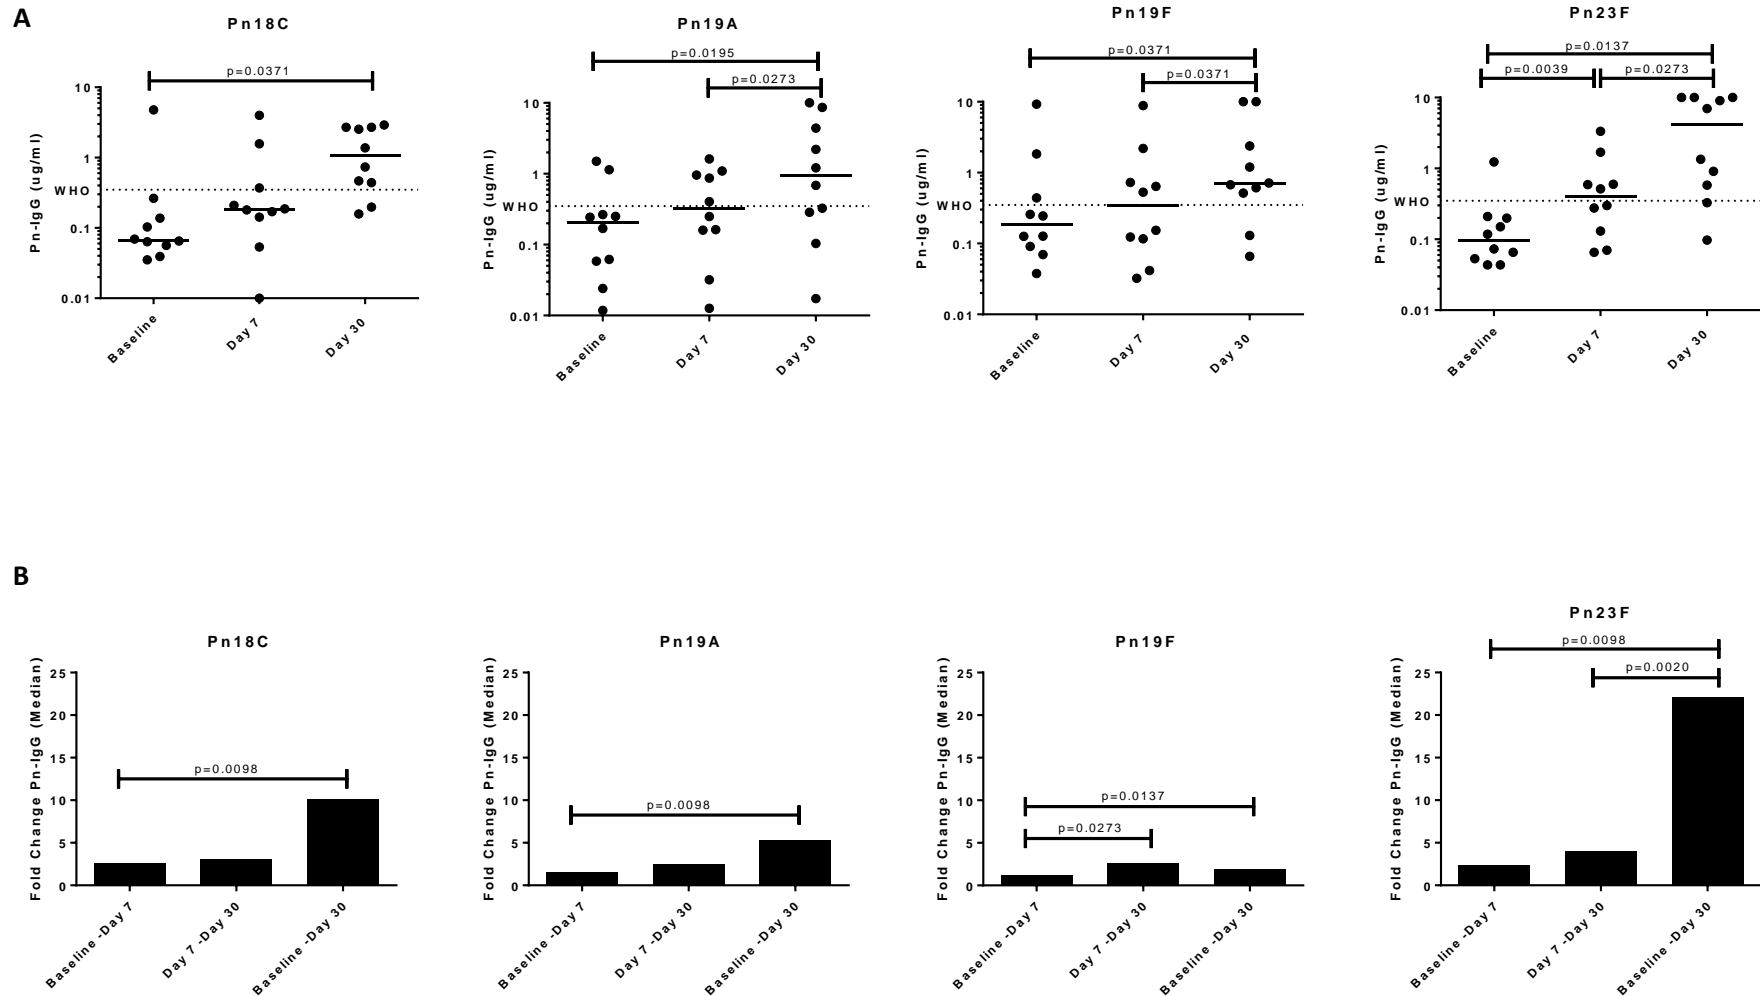 A
Pn18C
p=0.0371
Pn-IgG (ug/ml)
10
1
WHO
0.1
0.01
Baseline
Day 7
Day 30
Pn19A
p=0.0195
p=0.0273
Pn-IgG (ug/ml)
10
1
WHO
0.1
0.01
Baseline
Day 7
Day 30
Pn19F
p=0.0371
p=0.0371
Pn-IgG (ug/ml)
10
1
WHO
0.1
0.01
Baseline
Day 7
Day 30
Pn23F
p=0.0137
p=0.0039
p=0.0273
Pn-IgG (ug/ml)
10
1
WHO
0.1
0.01
Baseline
Day 7
Day 30
B
Pn18C
Fold Change Pn-IgG (Median)
25
20
15
10
5
0
p=0.0098
Baseline -Day 7
Day 7 -Day 30
Baseline -Day 30
Pn19A
Fold Change Pn-IgG (Median)
25
20
15
10
5
0
p=0.0098
Baseline -Day 7
Day 7 -Day 30
Baseline -Day 30
Pn19F
Fold Change Pn-IgG (Median)
25
20
15
10
5
0
p=0.0137
p=0.0273
Baseline -Day 7
Day 7 -Day 30
Baseline -Day 30
Pn23F
p=0.0098
p=0.0020
Fold Change Pn-IgG (Median)
25
20
15
10
5
0
Baseline -Day 7
Day 7 -Day 30
Baseline -Day 30